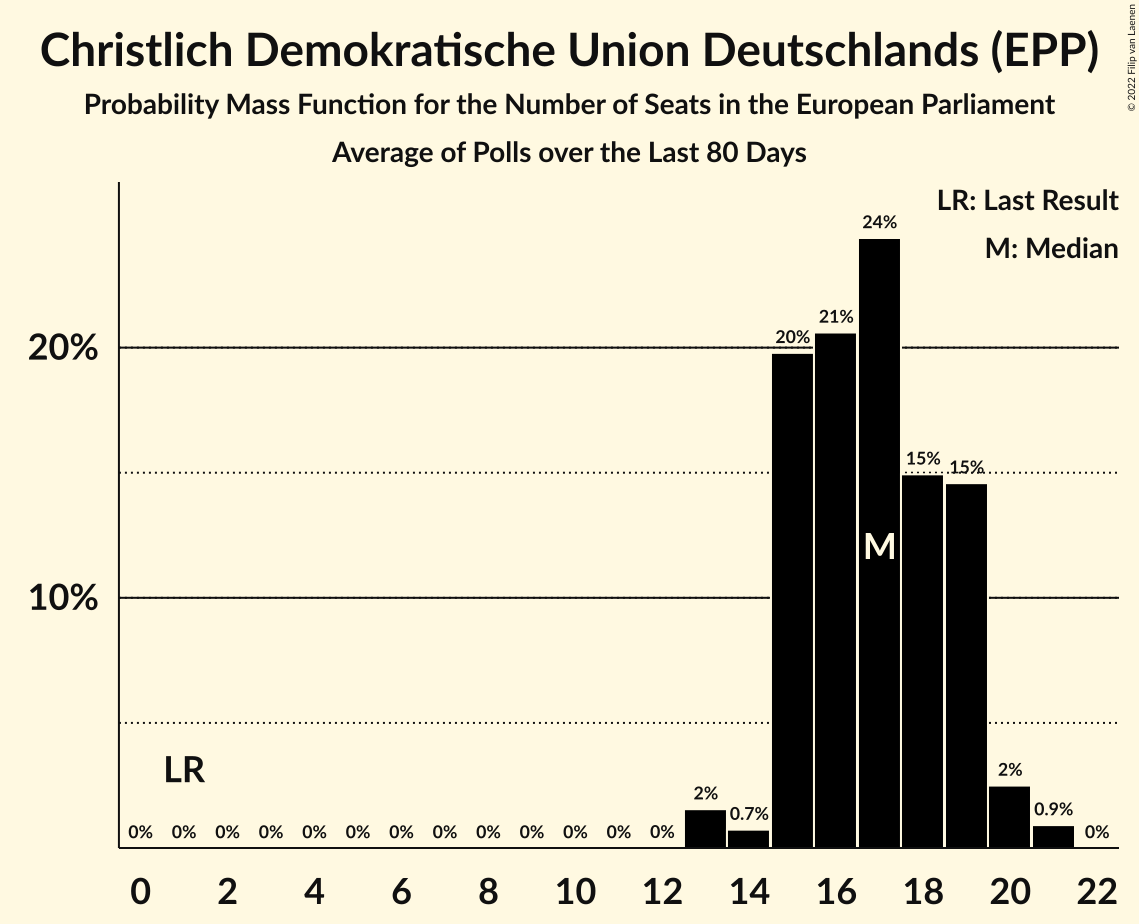 Christlich Demokratische Union Deutschlands (EPP)
Probability Mass Function for the Number of Seats in the European Parliament
Average of Polls over the Last 80 Days
© 2022 Filip van Laenen
LR: Last Result
M: Median
24%
21%
20%
20%
15%
15%
M
10%
LR
2%
0.7%
2%
0.9%
0% 0% 0% 0% 0% 0% 0% 0% 0% 0% 0% 0% 0% 0%
0 2 4 6 8 10 12 14 16 18 20 22